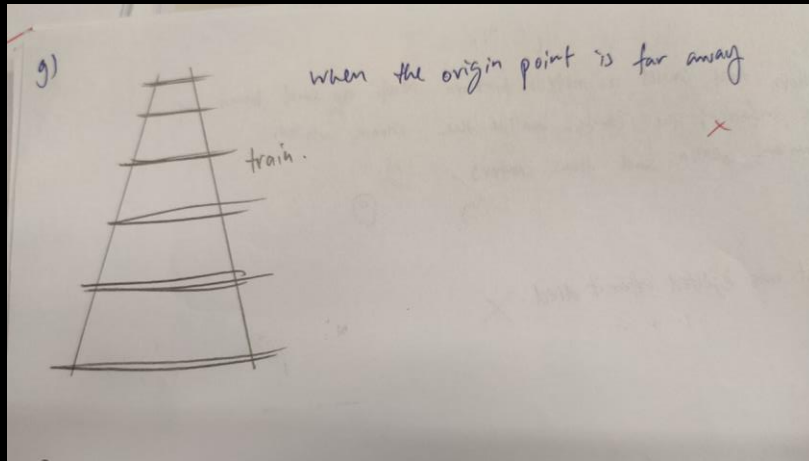 g)
when the origin point is far away
train.